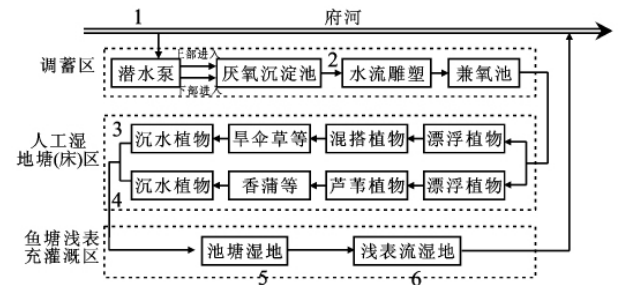 1 府河
调蓄区
潜水泵
上部进入
下部进入
厌氧沉淀池
2
水流雕塑
兼氧池
人工湿
地塘(床)区
3
沉水植物 旱伞草等 混搭植物 漂浮植物
4
沉水植物 香蒲等 芦苇植物 漂浮植物
鱼塘浅表
充灌溉区
池塘湿地
5
浅表流湿地
6